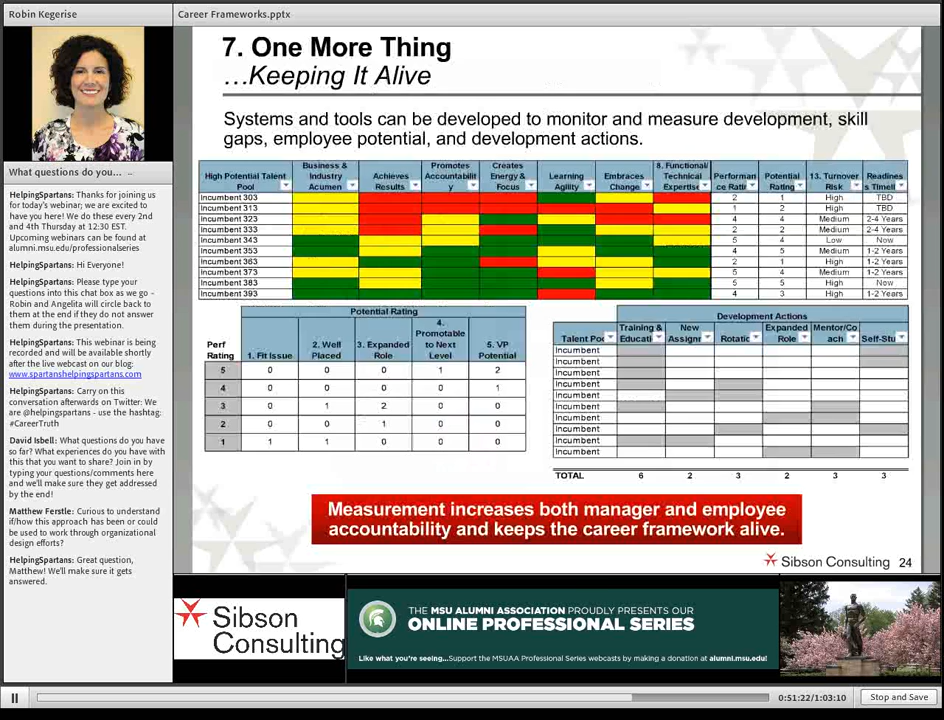 Robin Kegerise
Career Frameworks.pptx
What questions do you... ..
HelpingSpartans: Thanks for joining us
for today's webinar; we are excited
to have you here! We do these every 2nd
and 4th Thursday at 12:30 EST.
Upcoming webinars can be found at
alumni.msu.edu/professionalseries
HelpingSpartans: Hi Everyone!
HelpingSpartans: Please type your
questions into this chat box as we go –
Robin and Angelita will circle back to
them at the end if they do not answer
them during the presentation.
HelpingSpartans: This webinar is being
recorded and will be available shortly
after the live webcast on our blog:
www.spartanshelpingspartans.com
HelpingSpartans: Carry on this
conversation afterwards on Twitter: We
are @helpingspartans - use the hashtag:
#CareerTruth
David Isbell: What questions do you have
so far? What experiences do you have with
this that you want to share? Join in by
typing your questions/comments here
and we'll make sure they get addressed
by the end!
Matthew Ferstle: Curious to understand
if/how this approach has been or could
be used to work through organizational
design efforts?
HelpingSpartans: Great question,
Matthew! We'll make sure it gets
answered.
7. One More Thing
...Keeping It Alive
Systems and tools can be developed to monitor and measure development, skill
gaps, employee potential, and development actions.
High Potential Talent Pool Business & Industry Acumen Achieves Results Promotes Accountability Creates Energy & Focus Learning Agility Embraces Change 8. Functional/ Technical Expertise Performance Rati Potential Rating 13. Turnover Risk Readines s Timeli
Incumbent 303 2 1 High TBD
Incumbent 313 1 2 High TBD
Incumbent 323 4 4 Medium 2-4 Years
Incumbent 333 2 2 Medium 2-4 Years
Incumbent 343 5 4 Low Now
Incumbent 353 4 5 Medium 1-2 Years
Incumbent 363 2 1 High 1-2 Years
Incumbent 373 5 4 Medium Now
Incumbent 383 5 5 High Now
Incumbent 393 4 3 High 1-2 Years
Potential Rating
Perf Rating 1. Fit Issue 2. Well Placed 3. Expanded Role 4. Promotable to Next Level 5. VP Potential
5 0 0 0 1 2
4 0 0 0 0 1
3 0 1 2 0 0
2 0 0 1 0 0
1 1 1 0 0 0
Development Actions
Talent Poo Training & Educati New Assignr Rotatic Expanded Role Mentor/Co ach Self-Stu
Incumbent
Incumbent
Incumbent
Incumbent
Incumbent
Incumbent
Incumbent
Incumbent
Incumbent
Incumbent
TOTAL 6 2 3 2 3 3
Measurement increases both manager and employee
accountability and keeps the career framework alive.
Sibson Consulting 24
Sibson
Consulting
THE MSU ALUMNI ASSOCIATION PROUDLY PRESENTS OUR
ONLINE PROFESSIONAL SERIES
Like what you're seeing...Support the MSUAA Professional Series webcasts by making a donation at alumni.msu.edu!
0:51:22/1:03:10
Stop and Save